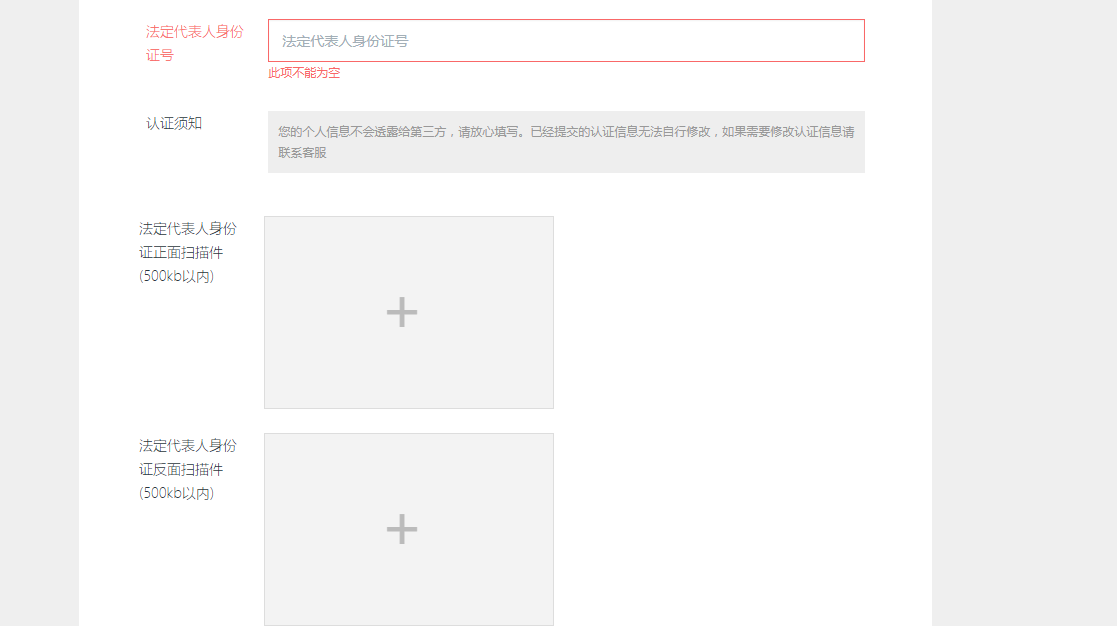 法定代表人身份
证号
法定代表人身份证号
此项不能为空
认证须知
您的个人信息不会透露给第三方，请放心填写。已经提交的认证信息无法自行修改，如果需要修改认证信息请
联系客服
法定代表人身份
证正面扫描件
(500kb以内)
法定代表人身份
证反面扫描件
(500kb以内)